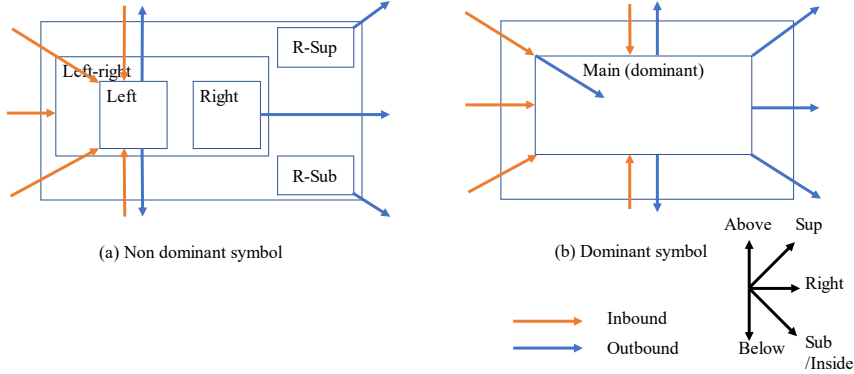 R-Sup
Left-right
Left
Right
R-Sub
(a) Non dominant symbol
Main (dominant)
(b) Dominant symbol
Above
Sup
Right
Below
Sub
/Inside
Inbound
Outbound